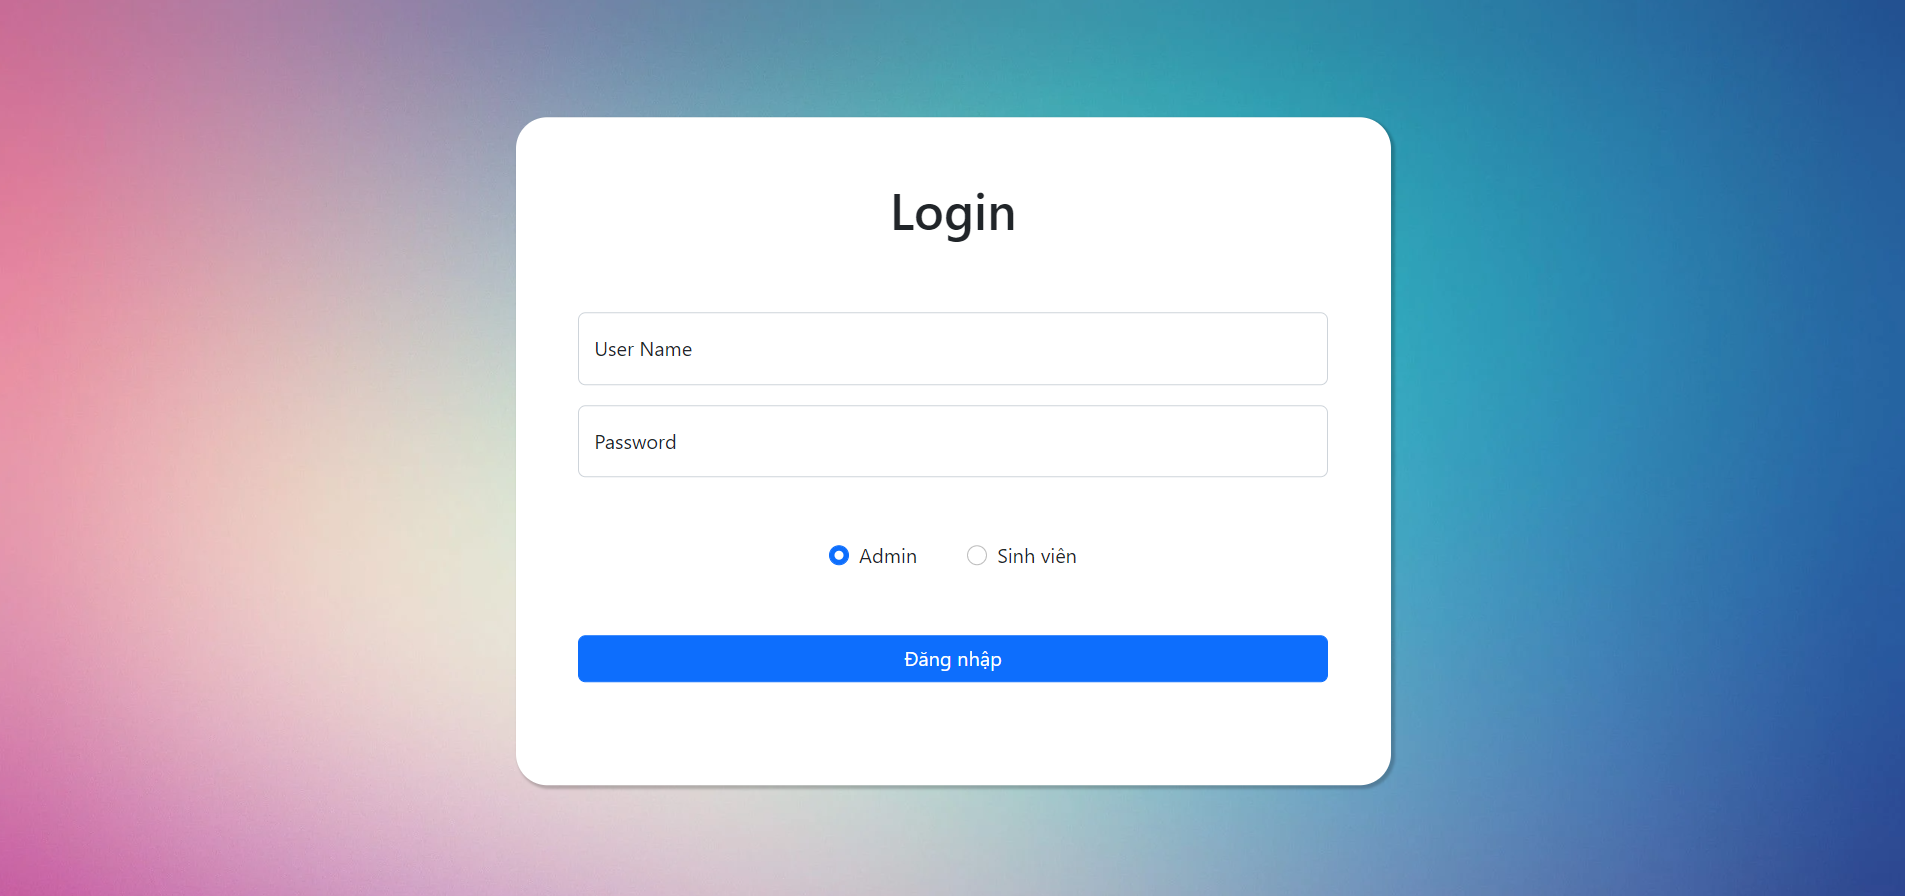 Login
User Name
Password
Admin Sinh viên
Đăng nhập